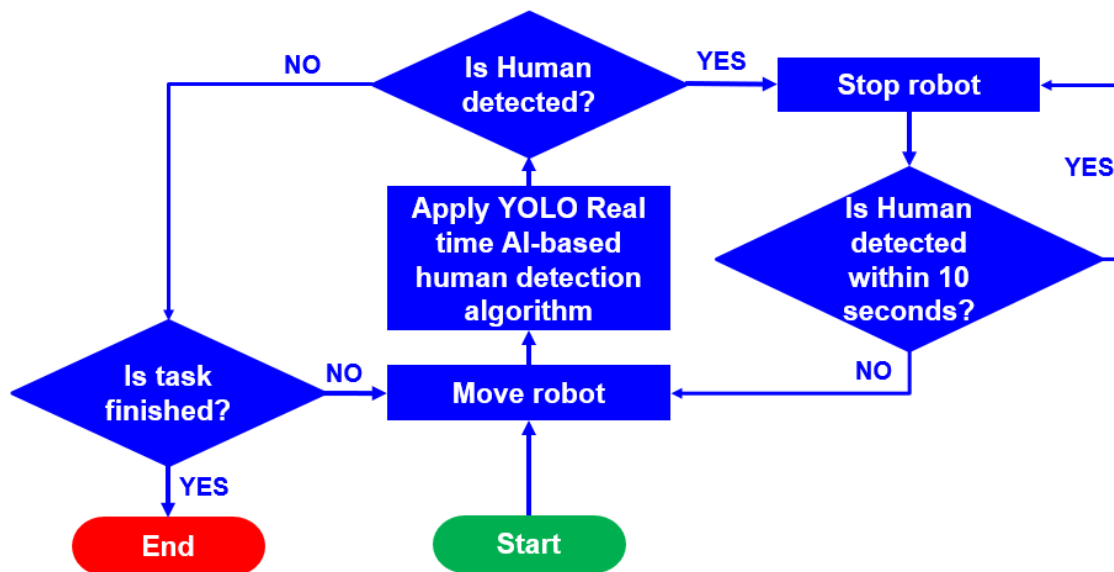 Is Human
detected?
NO
YES
Stop robot
YES
Is Human
detected
within 10
seconds?
NO
Apply YOLO Real
time AI-based
human detection
algorithm
Is task
finished?
NO
Move robot
YES
End
Start